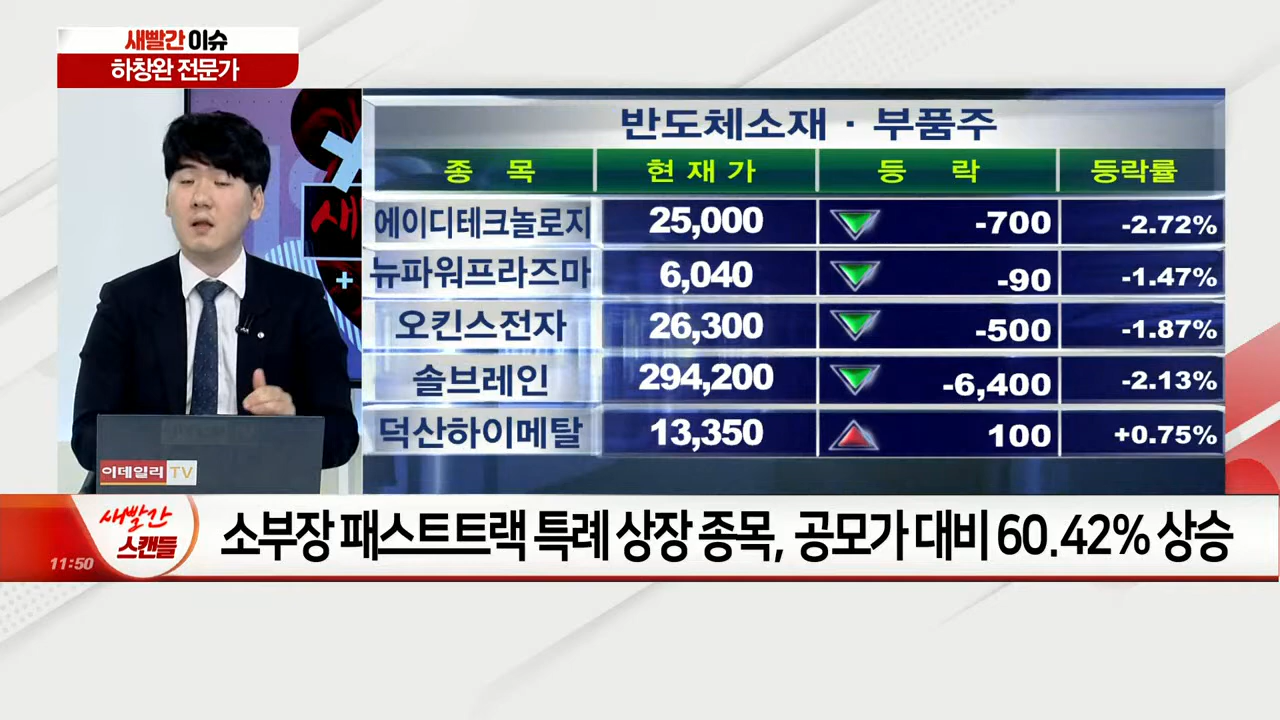 새빨간 이슈
하창완 전문가
반도체소재 · 부품주
종 목 현 재 가 등 락 등락률
에이디테크놀로지 25,000 -700 -2.72%
뉴파워프라즈마 6,040 -90 -1.47%
오킨스전자 26,300 -500 -1.87%
솔브레인 294,200 -6,400 -2.13%
덕산하이메탈 13,350 100 +0.75%
새
이데일리 TV
새빨간
스캔들
11:50
소부장 패스트트랙 특례 상장 종목, 공모가 대비 60.42% 상승